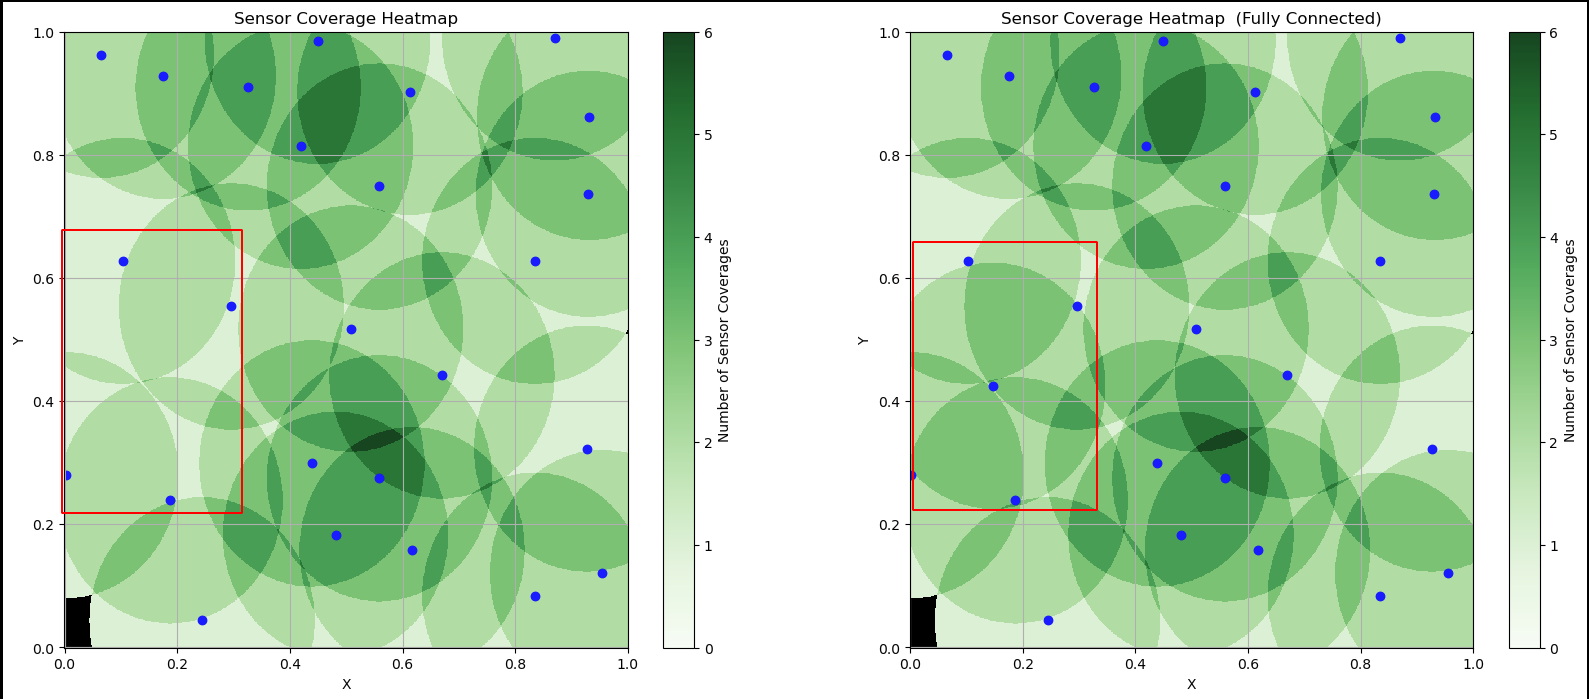 Sensor Coverage Heatmap
1.0
0.8
0.6
0.4
0.2
0.0
Y
0.0 0.2 0.4 0.6 0.8 1.0
X
6
5
4
3
2
1
0
Number of Sensor Coverages
Sensor Coverage Heatmap (Fully Connected)
1.0
0.8
0.6
0.4
0.2
0.0
Y
0.0 0.2 0.4 0.6 0.8 1.0
X
6
5
4
3
2
1
0
Number of Sensor Coverages